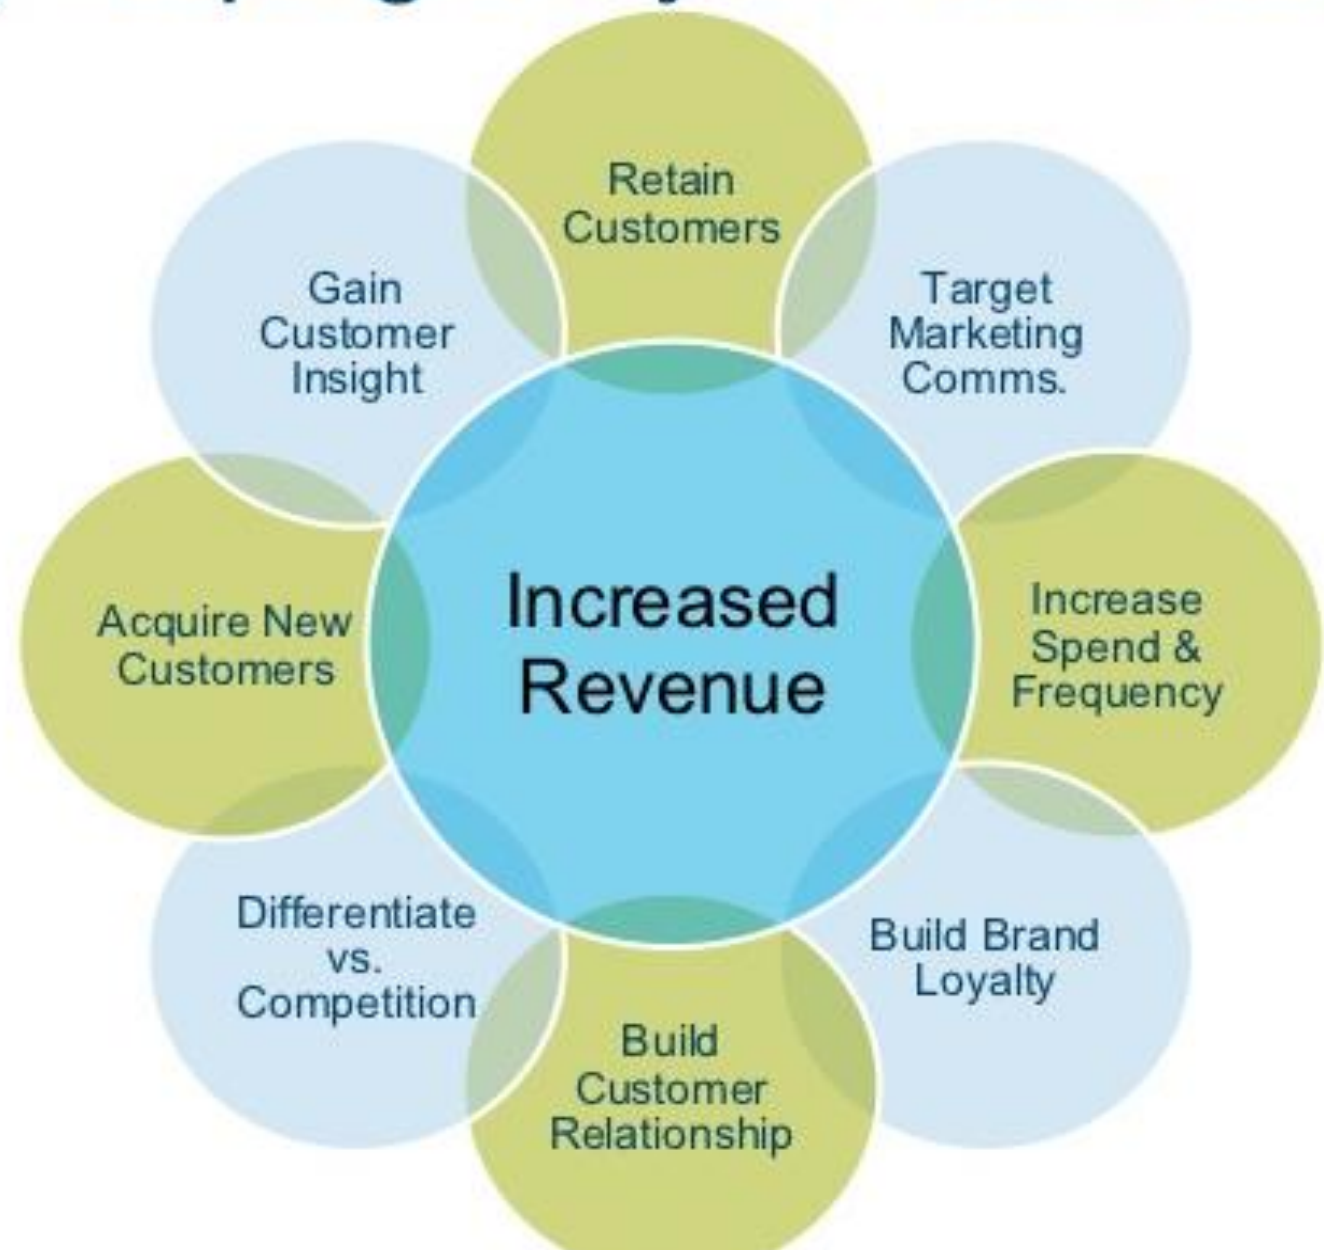 Retain
Customers
Target
Marketing
Comms.
Increase
Spend &
Frequency
Build Brand
Loyalty
Build
Customer
Relationship
Differentiate
vs.
Competition
Acquire New
Customers
Gain
Customer
Insight
Increased
Revenue